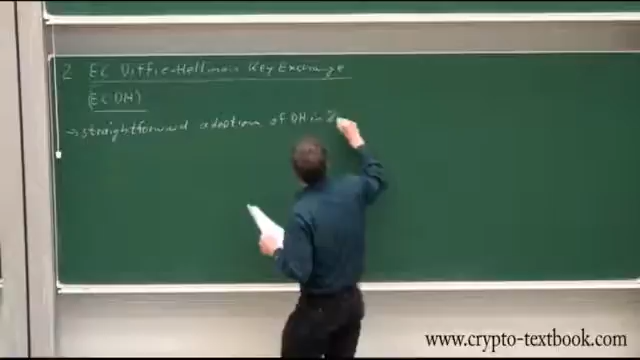 2 EC Diffie-Hellman Key Exchange
(ECDH)
→ straightforward adoption of DH in Z
www.crypto-textbook.com